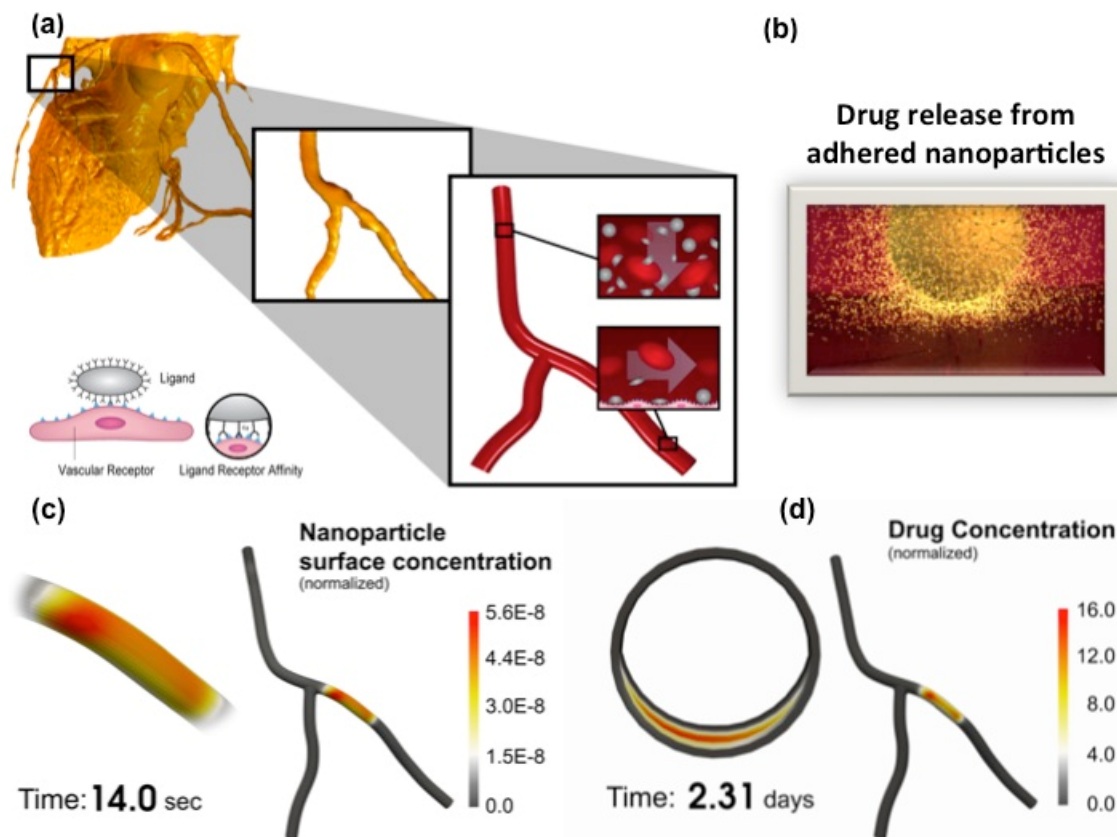 (a)
(b)
Drug release from
adhered nanoparticles
Ligand
Vascular Receptor
Ligand Receptor Affinity
(c)
Nanoparticle
surface concentration
(normalized)
5.6E-8
4.4E-8
3.0E-8
1.5E-8
0.0
Time: 14.0 sec
(d)
Drug Concentration
(normalized)
16.0
12.0
8.0
4.0
0.0
Time: 2.31 days